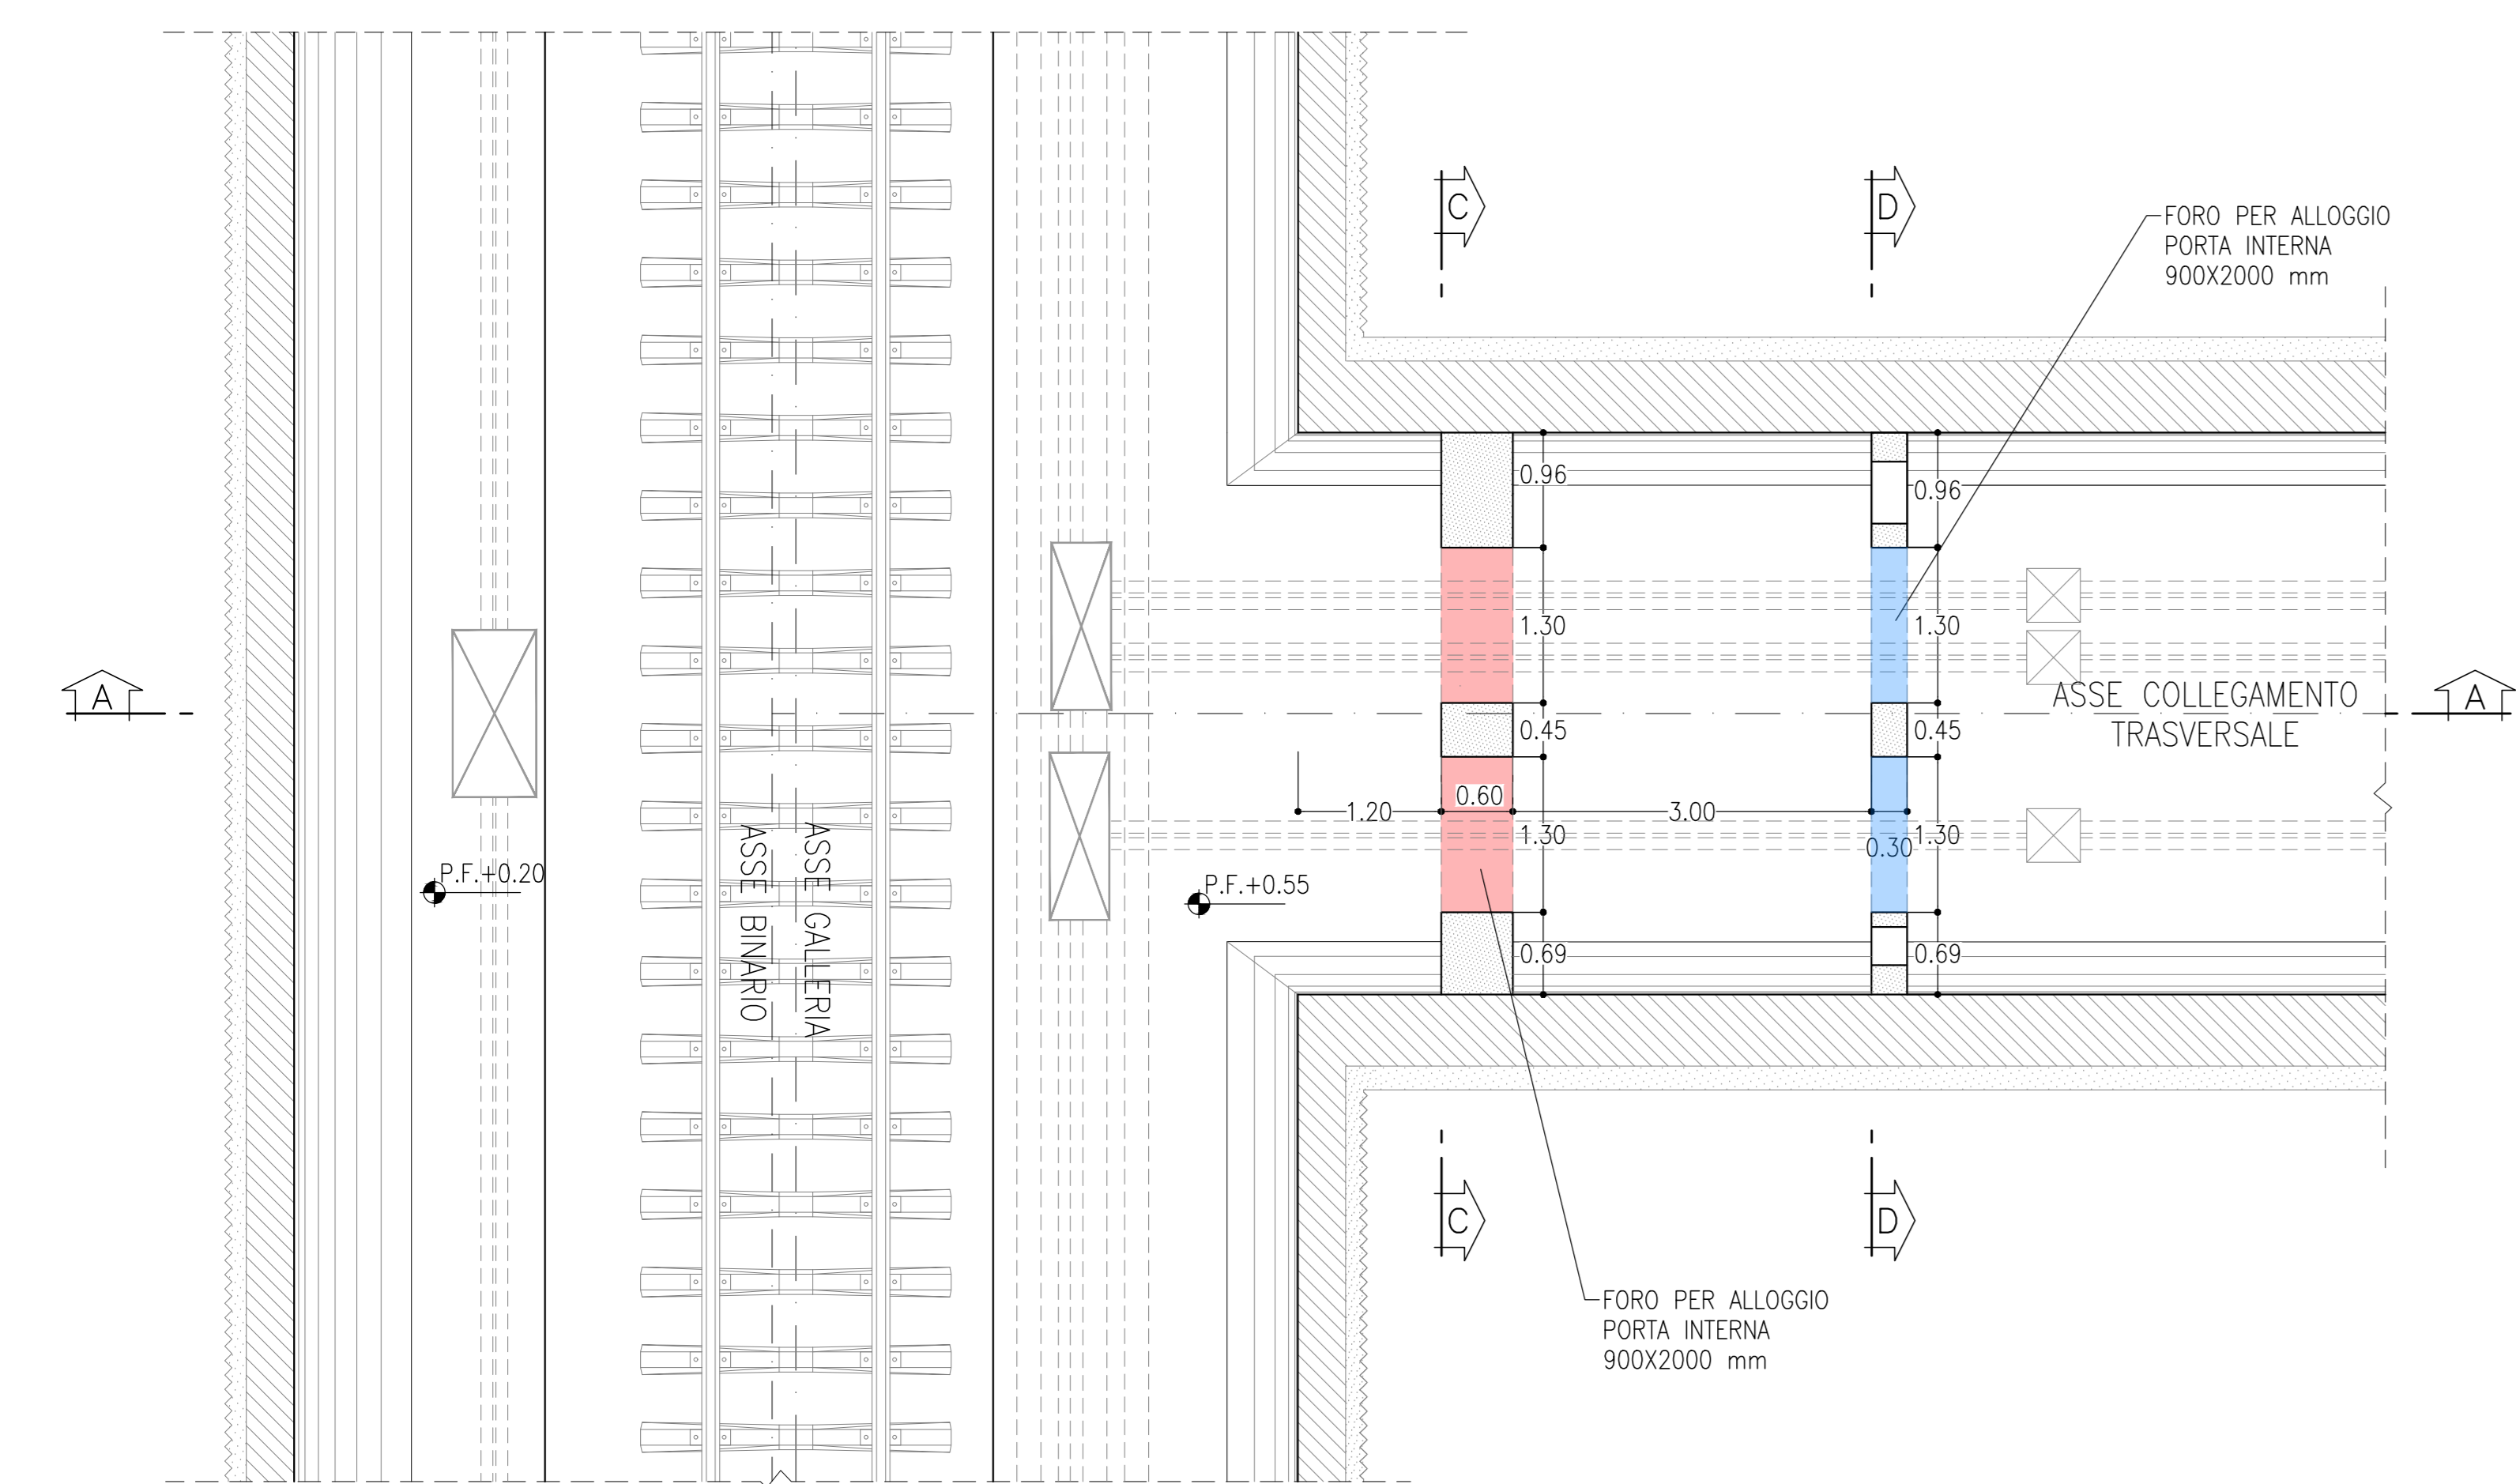 C
D
FORO PER ALLOGGIO
PORTA INTERNA
900X2000 mm
0.96
0.96
1.30
1.30
A
ASSE COLLEGAMENTO
TRASVERSALE
A
0.45
0.45
1.20
0.60
3.00
1.30
0.30
1.30
P.F.+0.20
P.F.+0.55
ASSE BINARIO
ASSE GALLERIA
0.69
0.69
C
D
FORO PER ALLOGGIO
PORTA INTERNA
900X2000 mm